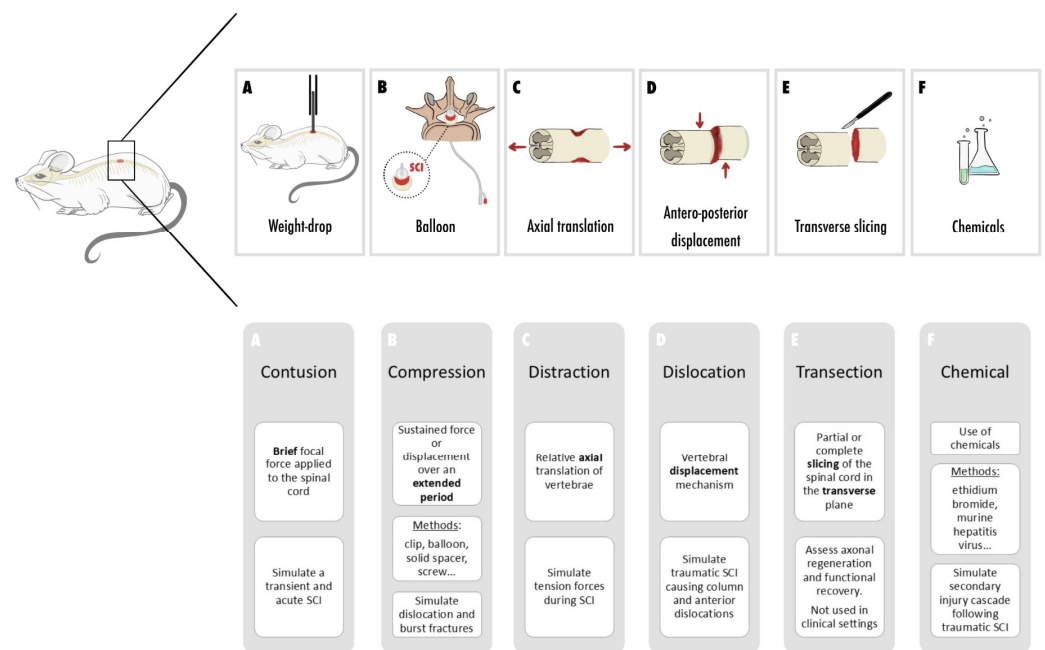 A
Weight-drop
B
SCI
Balloon
C
Axial translation
D
Antero-posterior
displacement
E
Transverse slicing
F
Chemicals
A
Contusion
Brief focal
force applied
to the spinal
cord
Simulate a
transient and
acute SCI
B
Compression
Sustained force
or
displacement
over an
extended
period
Methods:
clip, balloon,
solid spacer,
screw...
Simulate
dislocation and
burst fractures
C
Distraction
Relative axial
translation of
vertebrae
Simulate
tension forces
during SCI
D
Dislocation
Vertebral
displacement
mechanism
Simulate
traumatic SCI
causing column
and anterior
dislocations
E
Transection
Partial or
complete
slicing of the
spinal cord in
the transverse
plane
Assess axonal
regeneration
and functional
recovery.
Not used in
clinical settings
F
Chemical
Use of
chemicals
Methods:
ethidium
bromide,
murine
hepatitis
virus...
Simulate
secondary
injury cascade
following
traumatic SCI